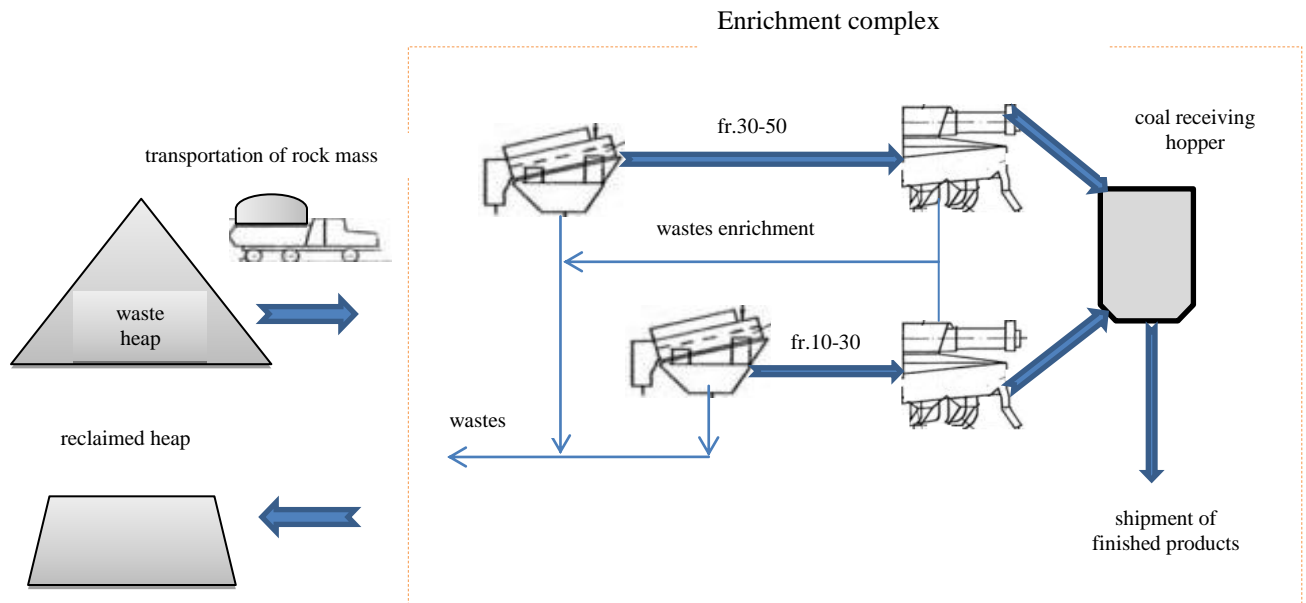 Enrichment complex
transportation of rock mass
fr.30-50
coal receiving
hopper
wastes enrichment
waste
heap
fr.10-30
wastes
reclaimed heap
shipment of
finished products